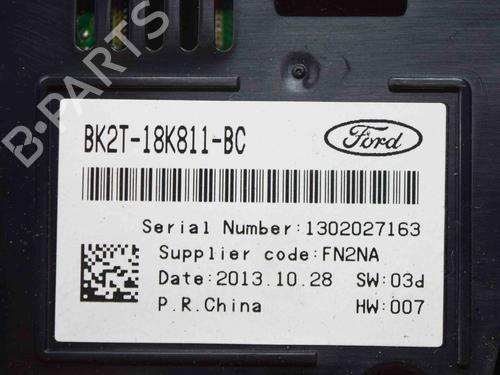 B-PARTS
BK2T-18K811-BC
Ford
Serial Number:1302027163
Supplier code:FN2NA
Date:2013.10.28 SW:03d
P.R.China HW:007